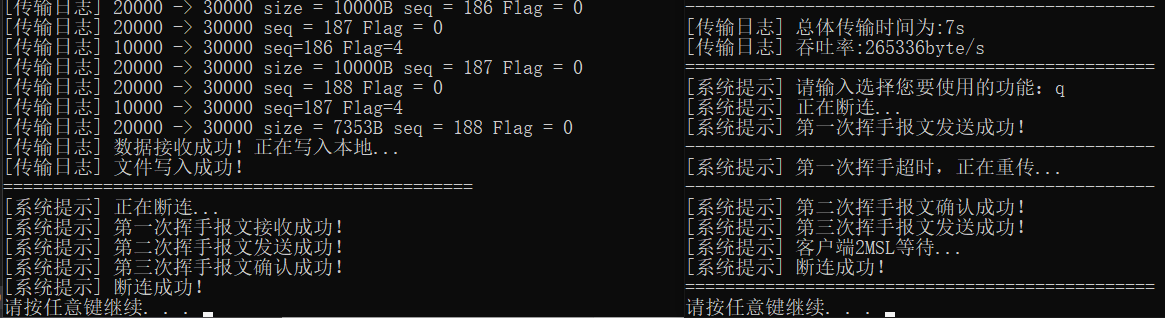 [传输日志] 20000 -> 30000 size = 10000B seq = 186 Flag = 0
[传输日志] 20000 -> 30000 seq = 187 Flag = 0
[传输日志] 10000 -> 30000 seq=186 Flag=4
[传输日志] 20000 -> 30000 size = 10000B seq = 187 Flag = 0
[传输日志] 20000 -> 30000 seq = 188 Flag = 0
[传输日志] 10000 -> 30000 seq=187 Flag=4
[传输日志] 20000 -> 30000 size = 7353B seq = 188 Flag = 0
[传输日志] 数据接收成功！正在写入本地...
[传输日志] 文件写入成功！
===============================================
[系统提示] 正在断连...
[系统提示] 第一次挥手报文接收成功！
[系统提示] 第二次挥手报文发送成功！
[系统提示] 第三次挥手报文确认成功！
[系统提示] 断连成功！
请按任意键继续. . .
-----------------------------------------------
[传输日志] 总体传输时间为:7s
[传输日志] 吞吐率:265336byte/s
===============================================
[系统提示] 请输入选择您要使用的功能：q
[系统提示] 正在断连...
[系统提示] 第一次挥手报文发送成功！
-----------------------------------------------
[系统提示] 第一次挥手超时，正在重传...
-----------------------------------------------
[系统提示] 第二次挥手报文确认成功！
[系统提示] 第三次挥手报文发送成功！
[系统提示] 客户端2MSL等待...
[系统提示] 断连成功！
===============================================
请按任意键继续. . .